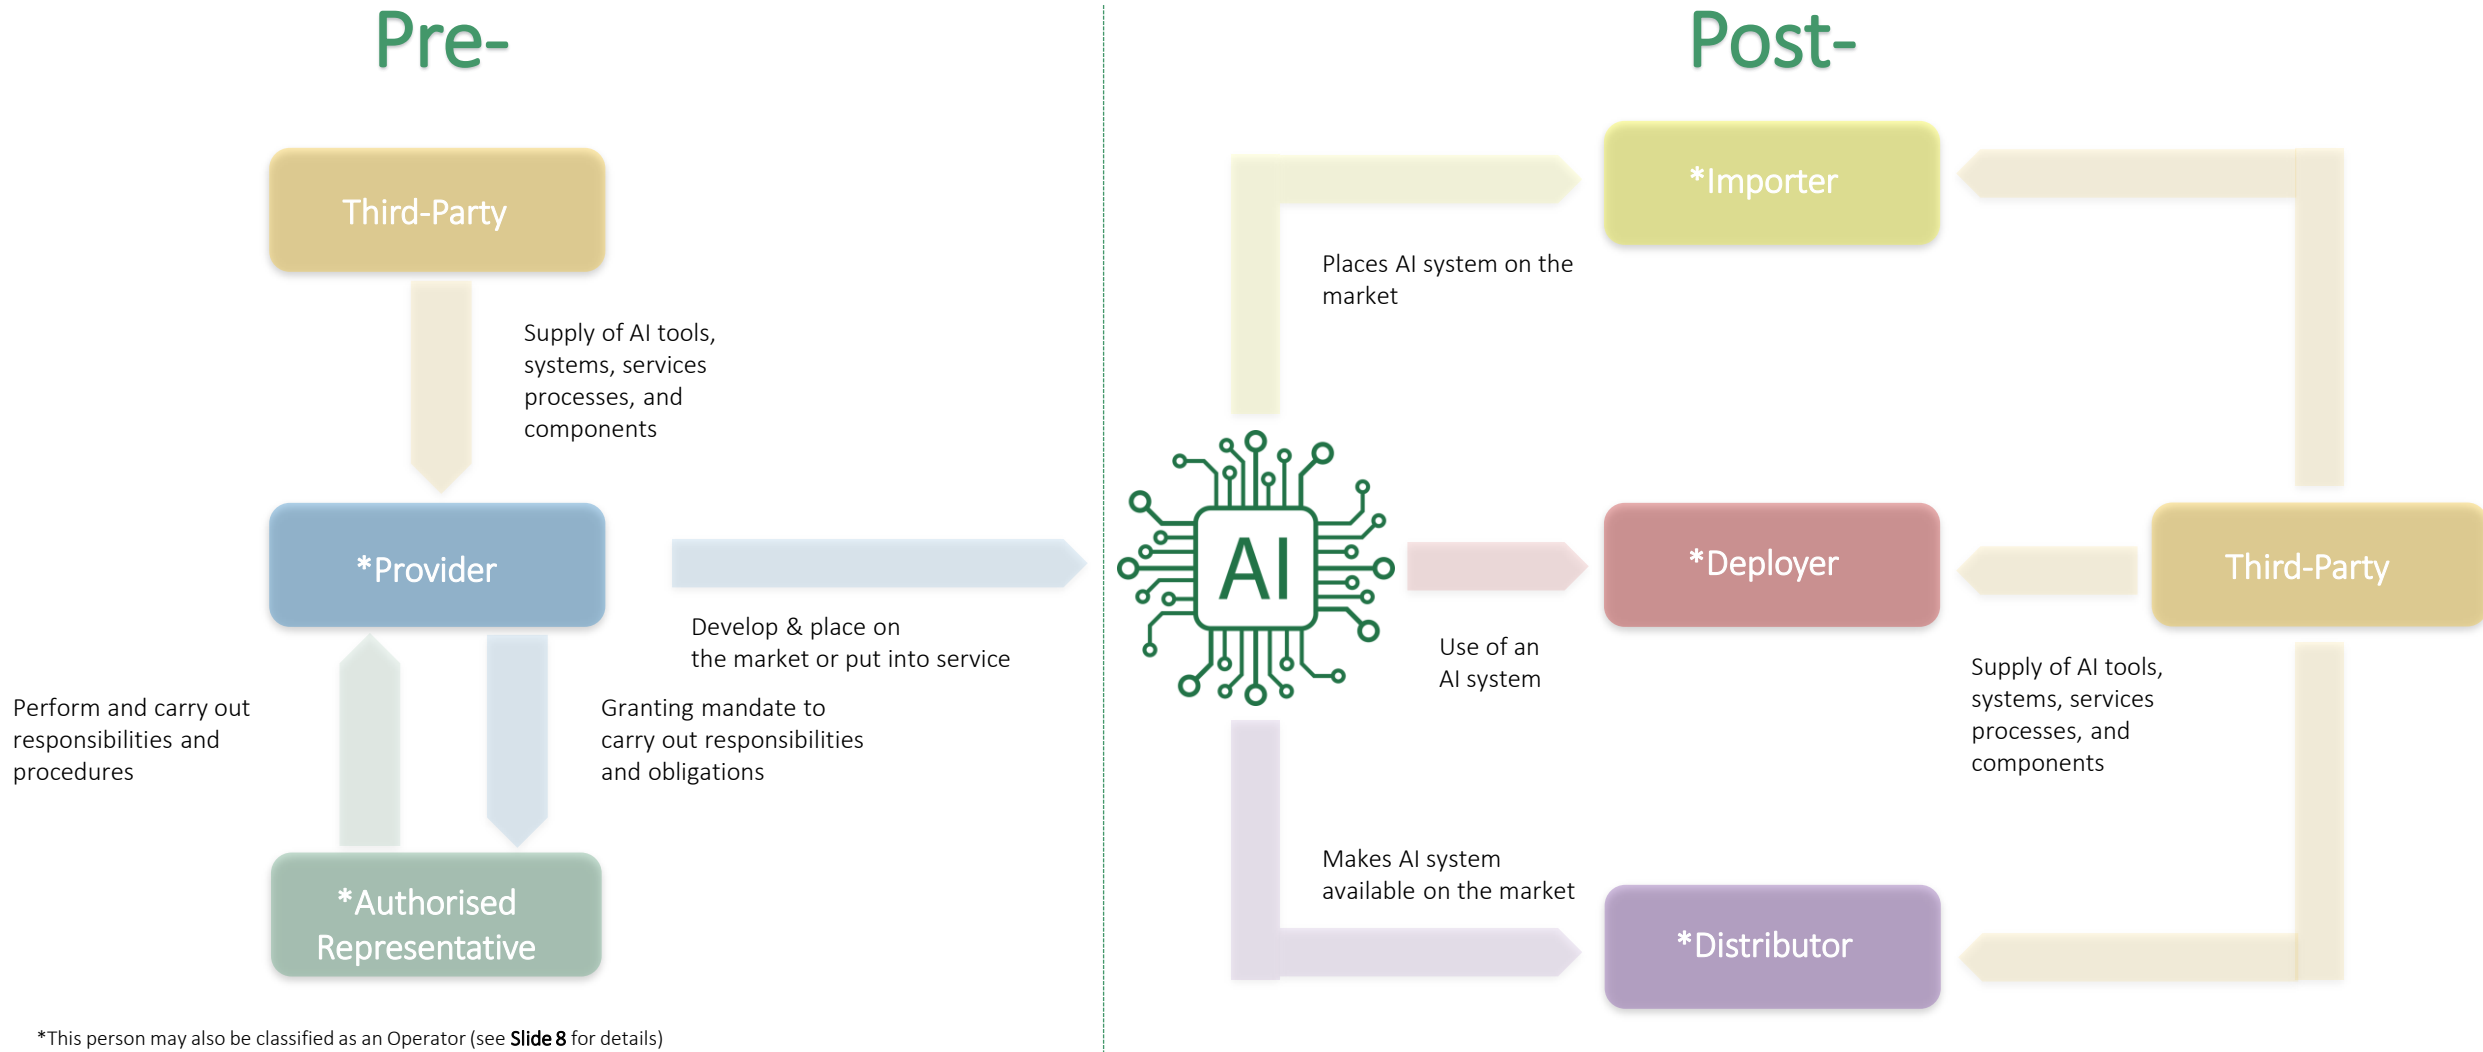 Pre-
Third-Party
Supply of AI tools,
systems, services
processes, and
components
*Provider
Develop & place on
the market or put into service
Perform and carry out
responsibilities and
procedures
Granting mandate to
carry out responsibilities
and obligations
*Authorised
Representative
*This person may also be classified as an Operator (see Slide 8 for details)
Post-
*Importer
Places AI system on the
market
AI
*Deployer
Use of an
AI system
Third-Party
Supply of AI tools,
systems, services
processes, and
components
Makes AI system
available on the market
*Distributor